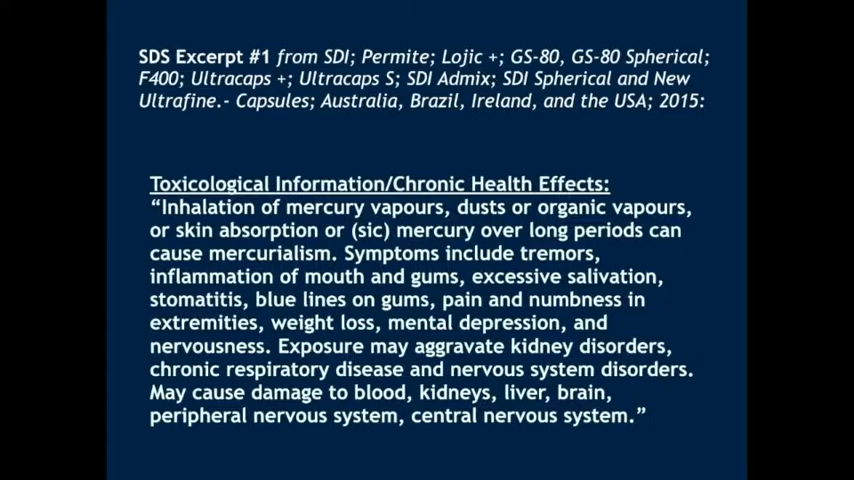 SDS Excerpt #1 from SDI; Permite; Lojic +; GS-80, GS-80 Spherical;
F400; Ultracaps +; Ultracaps S; SDI Admix; SDI Spherical and New
Ultrafine.- Capsules; Australia, Brazil, Ireland, and the USA; 2015:
Toxicological Information/Chronic Health Effects:
“Inhalation of mercury vapours, dusts or organic vapours,
or skin absorption or (sic) mercury over long periods can
cause mercurialism. Symptoms include tremors,
inflammation of mouth and gums, excessive salivation,
stomatitis, blue lines on gums, pain and numbness in
extremities, weight loss, mental depression, and
nervousness. Exposure may aggravate kidney disorders,
chronic respiratory disease and nervous system disorders.
May cause damage to blood, kidneys, liver, brain,
peripheral nervous system, central nervous system.”